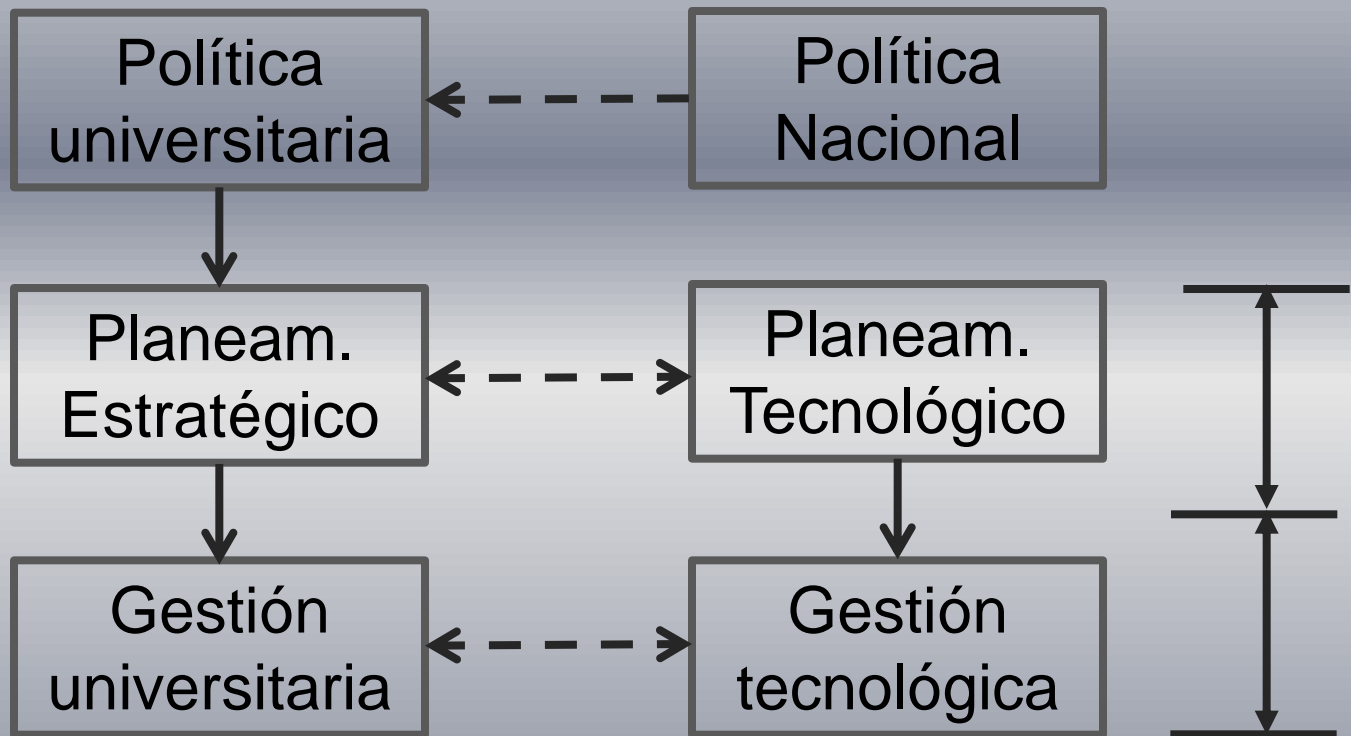 Política
universitaria
Política
Nacional
Planeam.
Estratégico
Planeam.
Tecnológico
Gestión
universitaria
Gestión
tecnológica